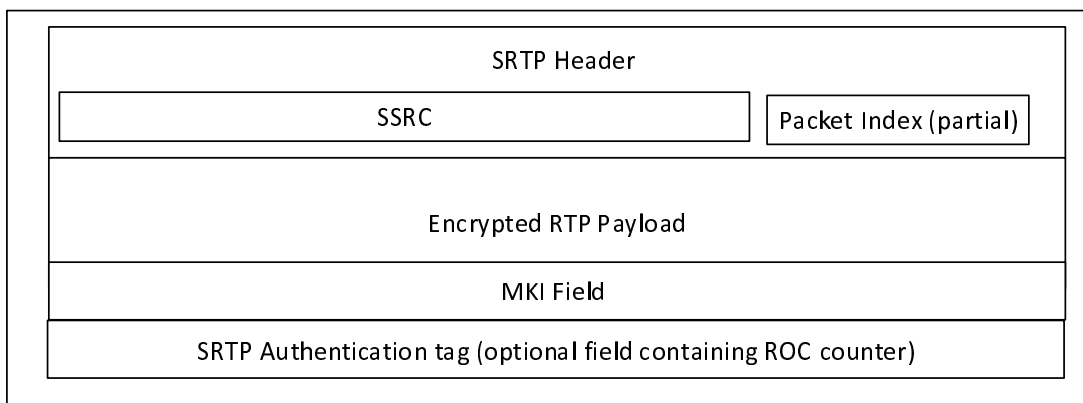 SRTP Header
SSRC
Packet Index (partial)
Encrypted RTP Payload
MKI Field
SRTP Authentication tag (optional field containing ROC counter)